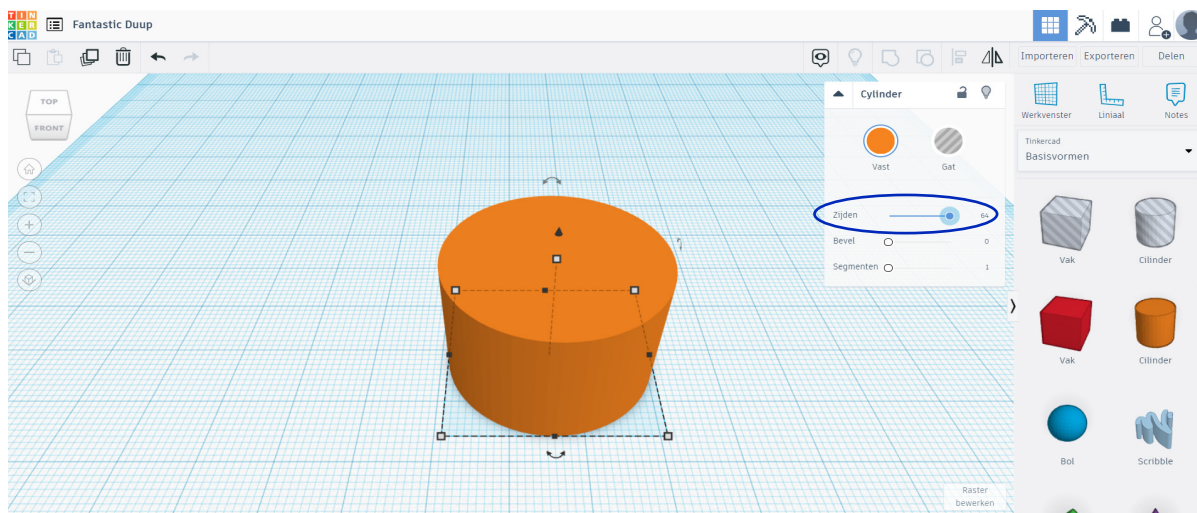 TIN
KER
CAD
Fantastic Duup
Importeren Exporteren Delen
TOP
FRONT
Cylinder
Vast Gat
Zijden 64
Bevel 0
Segmenten 1
Werkvenster Liniaal Notes
Tinkercad
Basisvormen
Vak Cilinder
Vak Cilinder
Bol Scribble
Raster
bewerken